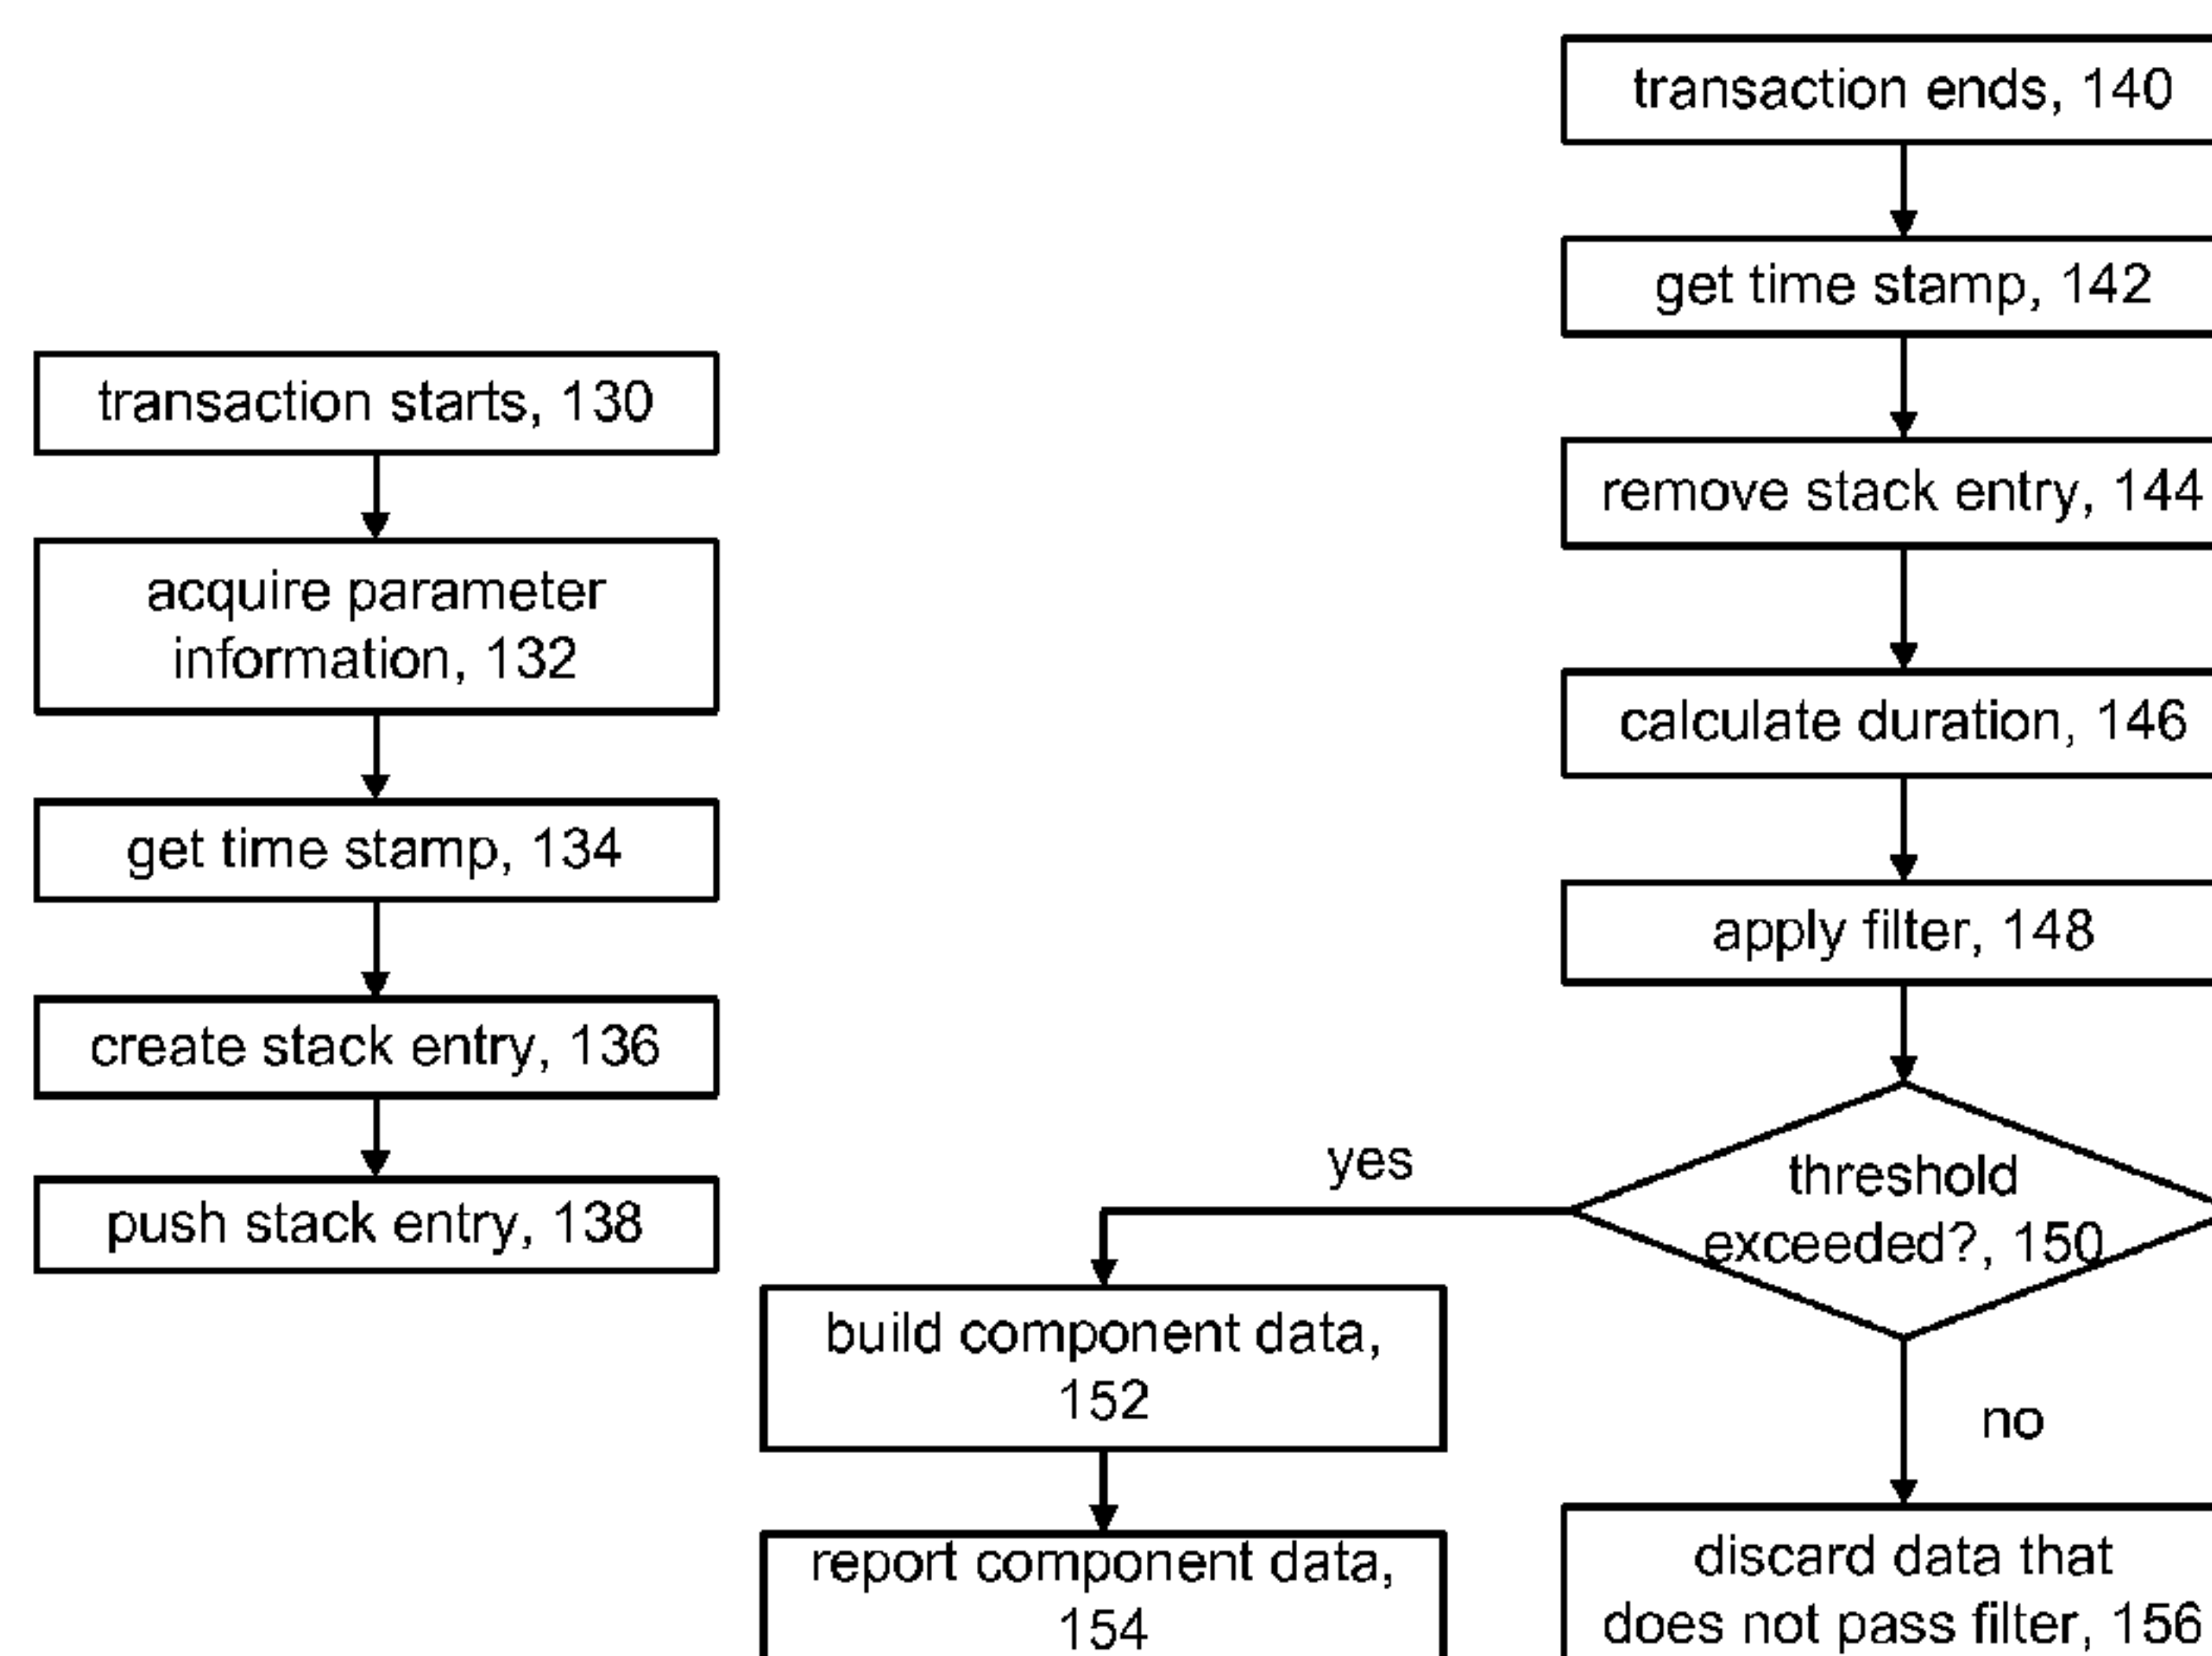 transaction starts, 130
acquire parameter
information, 132
get time stamp, 134
create stack entry, 136
push stack entry, 138
transaction ends, 140
get time stamp, 142
remove stack entry, 144
calculate duration, 146
apply filter, 148
threshold
exceeded?, 150
yes
build component data,
152
report component data,
154
no
discard data that
does not pass filter, 156